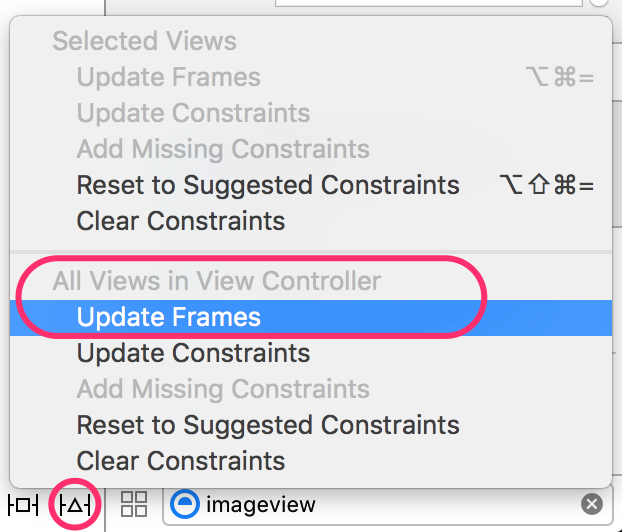 Selected Views
Update Frames ⌥⌘=
Update Constraints
Add Missing Constraints
Reset to Suggested Constraints ⌥⇧⌘=
Clear Constraints
All Views in View Controller
Update Frames
Update Constraints
Add Missing Constraints
Reset to Suggested Constraints
Clear Constraints
imageview